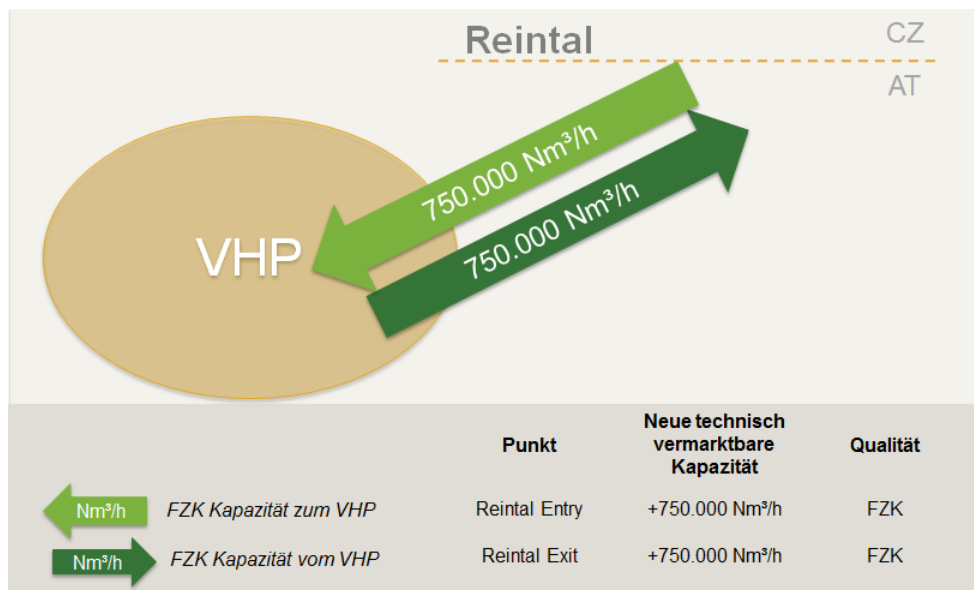 Reintal
CZ
AT
750.000 Nm³/h
750.000 Nm³/h
VHP
Punkt
Neue technisch
vermarktbare
Kapazität
Qualität
Nm³/h FZK Kapazität zum VHP Reintal Entry +750.000 Nm³/h FZK
Nm³/h FZK Kapazität vom VHP Reintal Exit +750.000 Nm³/h FZK